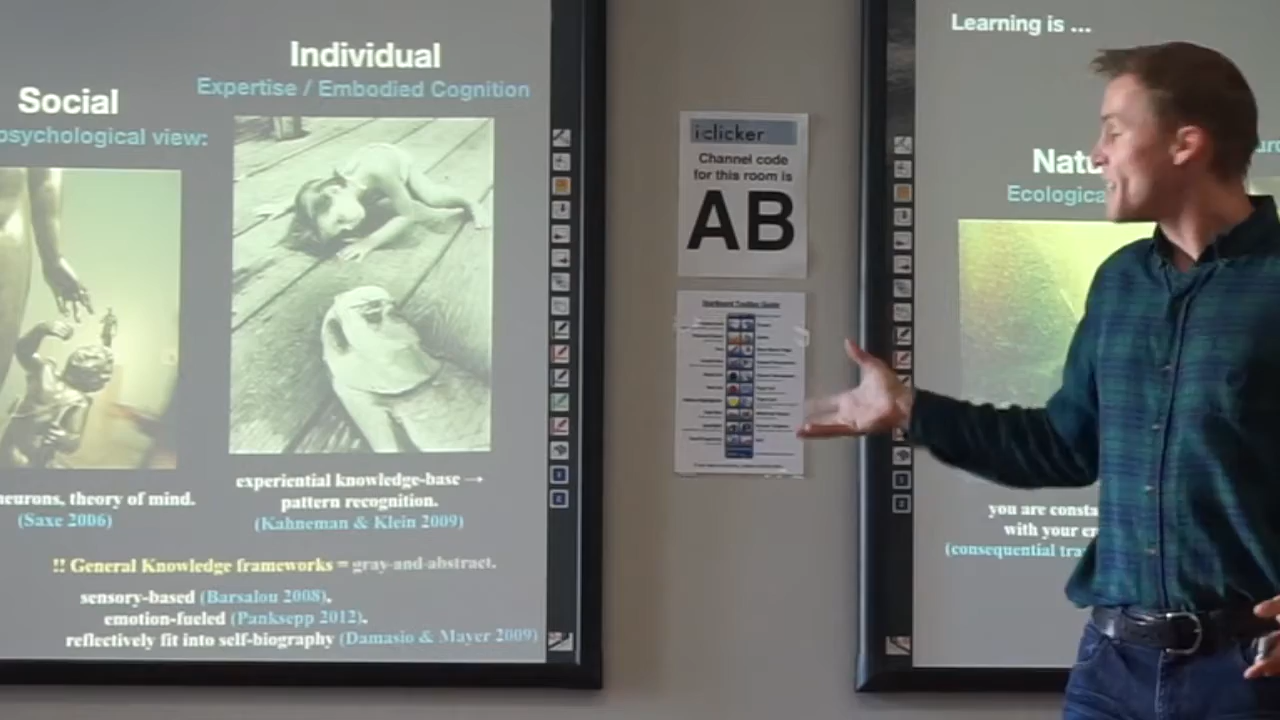 Individual
Expertise / Embodied Cognition
Social
psychological view:
experiential knowledge-base →
pattern recognition.
(Kahneman & Klein 2009)
neurons, theory of mind.
(Saxe 2006)
!! General Knowledge frameworks = gray-and-abstract.
sensory-based (Barsalou 2008),
emotion-fueled (Panksepp 2012),
reflectively fit into self-biography (Damasio & Mayer 2009)
iclicker
Channel code
for this room is
AB
Learning is ...
Natu
Ecologica
you are consta
with your
(consequential tra